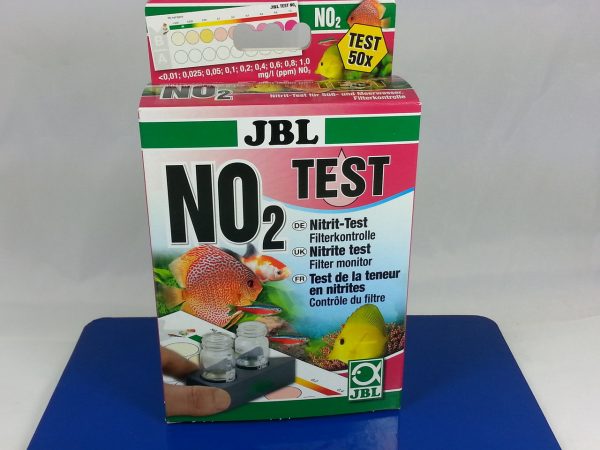 JBL TEST NO₂
B
A
<0,01; 0,025; 0,05; 0,1; 0,2; 0,4; 0,6; 0,8; 1,0
mg/l (ppm) NO₂
NO₂
TEST
50x
NO₂
Nitrit-Test für Süß- und Meerwasser,
Filterkontrolle
JBL
NO₂
TEST
DE Nitrit-Test
Filterkontrolle
UK Nitrite test
Filter monitor
FR Test de la teneur
en nitrites
Contrôle du filtre
JBL